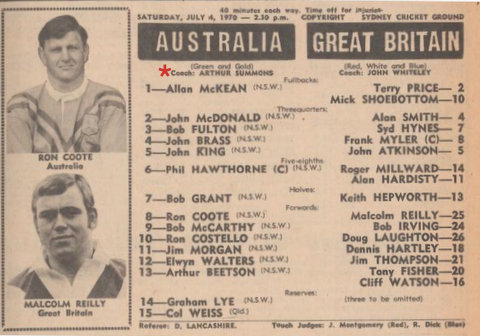 40 minutes each way. Time off for injuries.
SATURDAY, JULY 4, 1970 — 2.30 p.m. COPYRIGHT SYDNEY CRICKET GROUND
AUSTRALIA GREAT BRITAIN
(Green and Gold) (Red, White and Blue)
*Coach: ARTHUR SUMMONS Coach: JOHN WHITELEY
Fullbacks:
1—Allan McKEAN (N.S.W.) Terry PRICE— 2
Mick SHOEBOTTOM—10
Threequarters:
2—John McDONALD (N.S.W.) Alan SMITH— 4
3—Bob FULTON (N.S.W.) Syd HYNES— 7
4—John BRASS (N.S.W.) Frank MYLER (C)— 8
5—John KING (N.S.W.) John ATKINSON— 5
Five-eighths
6—Phil HAWTHORNE (C) (N.S.W.) Roger MILLWARD—14
Alan HARDISTY—11
Halves:
7—Bob GRANT (N.S.W.) Keith HEPWORTH—13
Forwards:
8—Ron COOTE (N.S.W.) Malcolm REILLY—25
9—Bob McCARTHY (N.S.W.) Bob IRVING—24
10—Ron COSTELLO (N.S.W.) Doug LAUGHTON—26
11—Jim MORGAN (N.S.W.) Dennis HARTLEY—18
12—Elwyn WALTERS (N.S.W.) Jim THOMPSON—21
13—Arthur BEETSON (N.S.W.) Tony FISHER—20
Cliff WATSON—16
Reserves:
14—Graham LYE (N.S.W.) (three to be omitted)
15—Col WEISS (Qld.)
Referee: D. LANCASHIRE. Touch Judges: J. Montgomery (Red), R. Dick (Blue)
RON COOTE
Australia
MALCOLM REILLY
Great Britain